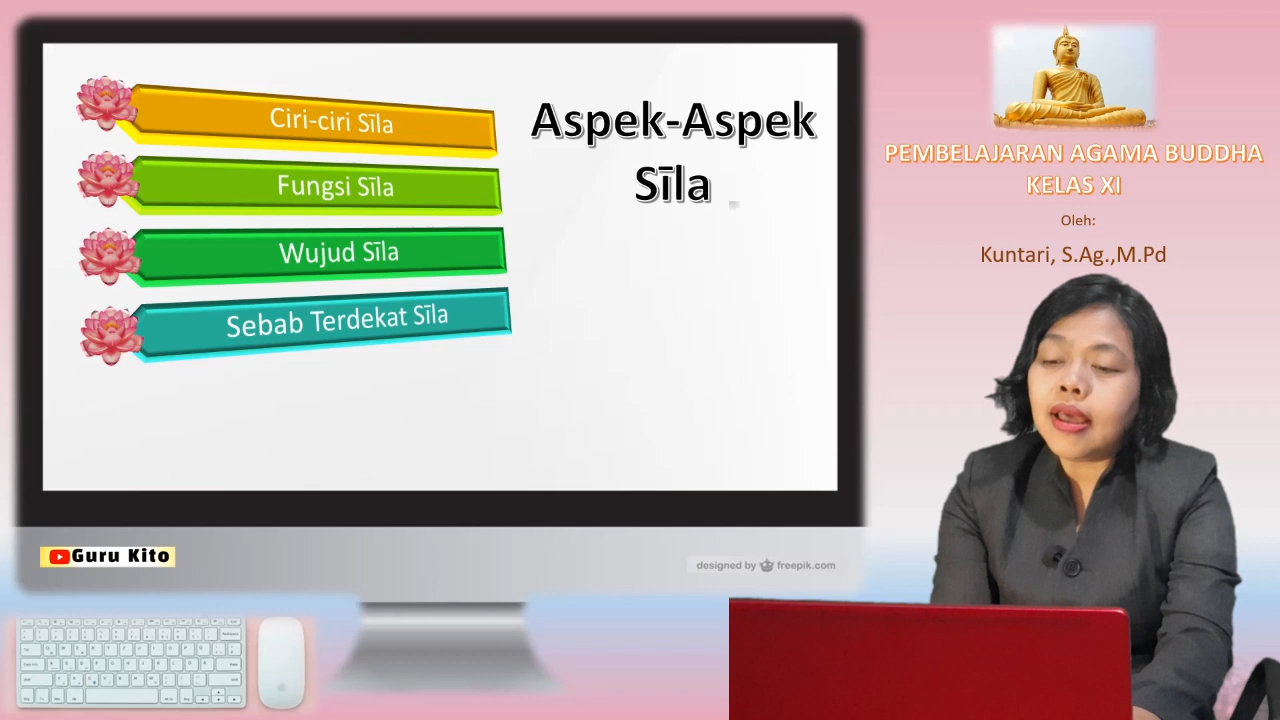 Ciri-ciri Sīla
Fungsi Sīla
Wujud Sīla
Sebab Terdekat Sīla
Aspek-Aspek
Sīla
PEMBELAJARAN AGAMA BUDDHA
KELAS XI
Oleh:
Kuntari, S.Ag.,M.Pd
Guru Kito
designed by freepik.com